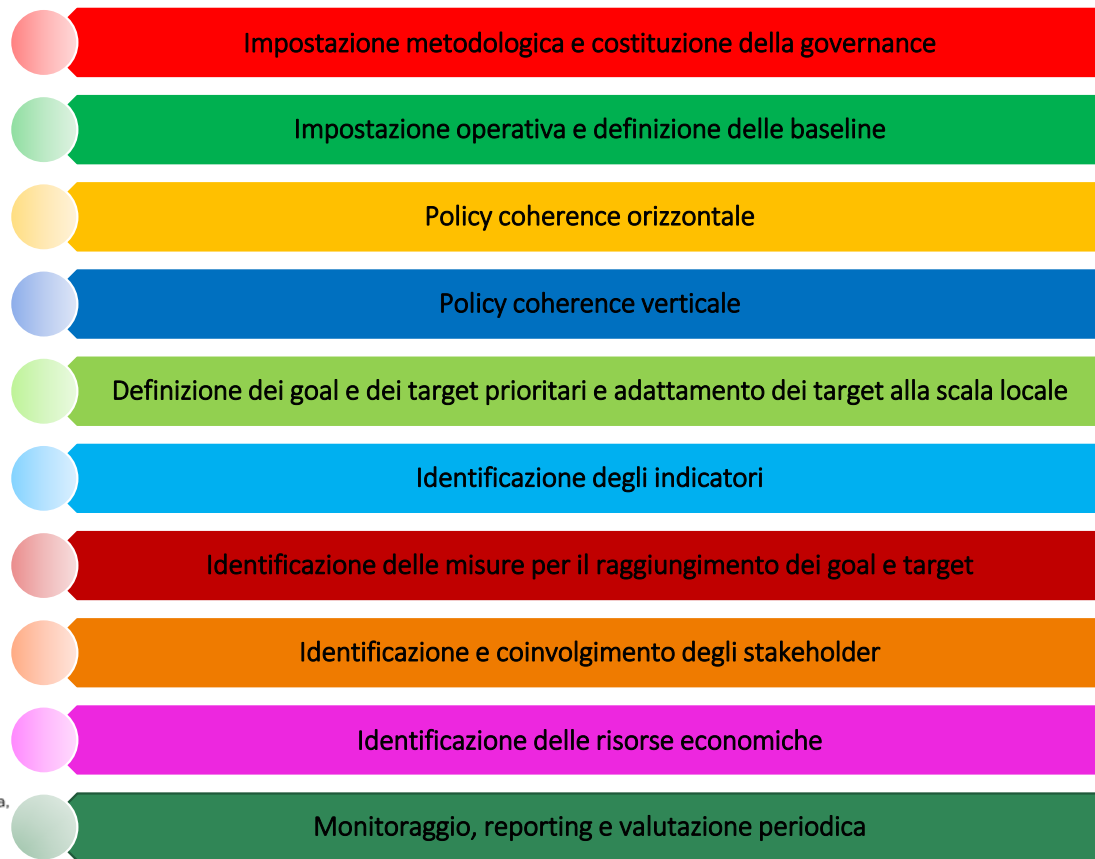 Impostazione metodologica e costituzione della governance
Impostazione operativa e definizione delle baseline
Policy coherence orizzontale
Policy coherence verticale
Definizione dei goal e dei target prioritari e adattamento dei target alla scala locale
Identificazione degli indicatori
Identificazione delle misure per il raggiungimento dei goal e target
Identificazione e coinvolgimento degli stakeholder
Identificazione delle risorse economiche
a,
Monitoraggio, reporting e valutazione periodica